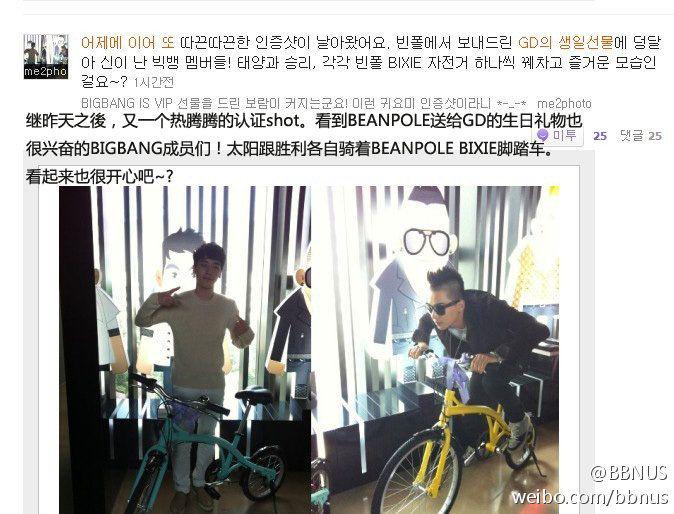 어제에 이어 또 따끈따끈한 인증샷이 날아왔어요. 빈폴에서 보내드린 GD의 생일선물에 덩달
아 신이 난 빅뱅 멤버들! 태양과 승리, 각각 빈폴 BIXIE 자전거 하나씩 꿰차고 즐거운 모습인
걸요~? 1시간전
me2pho
BIGBANG IS VIP 선물을 드린 보람이 커지는군요! 이런 귀요미 인증샷이라니 *-_-* me2photo
继昨天之後，又一个热腾腾的认证shot。看到BEANPOLE送给GD的生日礼物也
미투 25 댓글 25
很兴奋的BIGBANG成员们！太阳跟胜利各自骑着BEANPOLE BIXIE脚踏车。
看起来也很开心吧~?
@BBNUS
weibo.com/bbnus